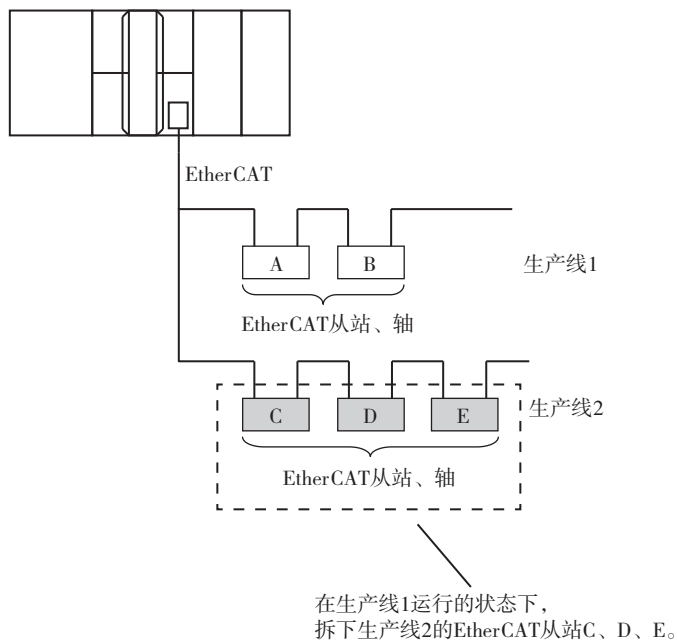 EtherCAT
A
B
生产线1
EtherCAT从站、轴
C
D
E
生产线2
EtherCAT从站、轴
在生产线1运行的状态下，
拆下生产线2的EtherCAT从站C、D、E。